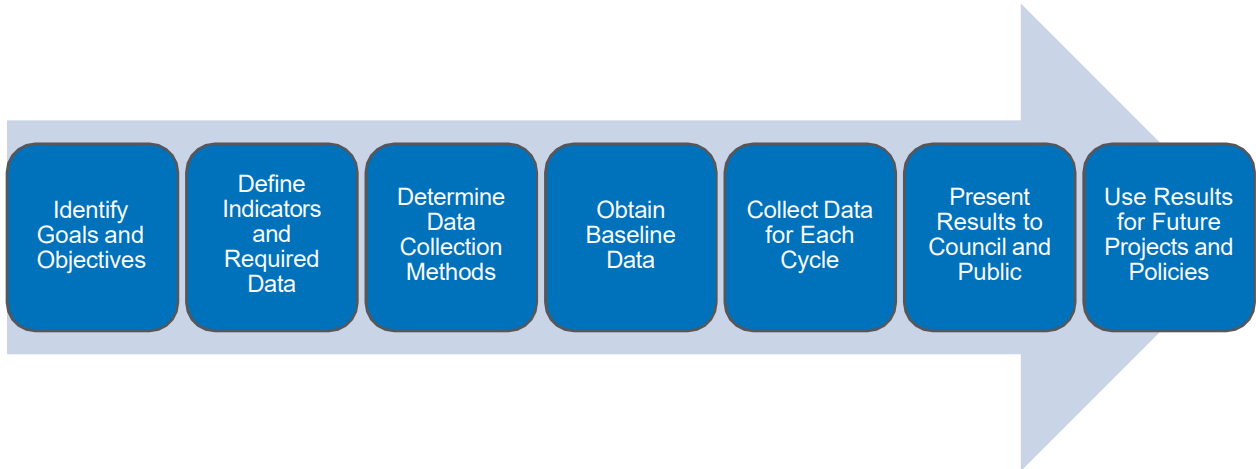 Identify
Goals and
Objectives
Define
Indicators
and
Required
Data
Determine
Data
Collection
Methods
Obtain
Baseline
Data
Collect Data
for Each
Cycle
Present
Results to
Council and
Public
Use Results
for Future
Projects and
Policies